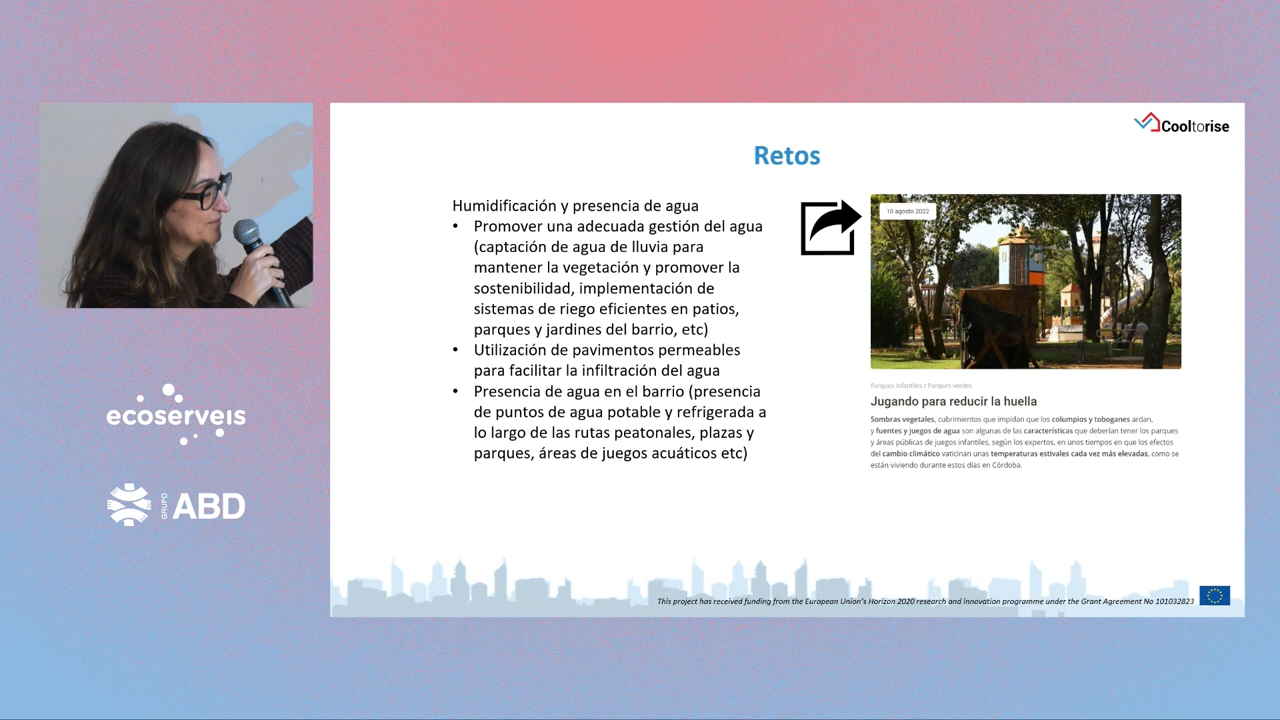 Cooltorise
Retos
Humidificación y presencia de agua
• Promover una adecuada gestión del agua
(captación de agua de lluvia para
mantener la vegetación y promover la
sostenibilidad, implementación de
sistemas de riego eficientes en patios,
parques y jardines del barrio, etc)
• Utilización de pavimentos permeables
para facilitar la infiltración del agua
• Presencia de agua en el barrio (presencia
de puntos de agua potable y refrigerada a
lo largo de las rutas peatonales, plazas y
parques, áreas de juegos acuáticos etc)
10 agosto 2022
Parques infantiles / Parques verdes
Jugando para reducir la huella
Sombras vegetales, cubrimientos que impidan que los columpios y toboganes ardan,
y fuentes y juegos de agua son algunas de las características que deberían tener los parques
y áreas públicas de juegos infantiles, según los expertos, en unos tiempos en que los efectos
del cambio climático vaticinan unas temperaturas estivales cada vez más elevadas, como se
están viviendo durante estos días en Córdoba.
ecoserveis
GRUPO ABD
This project has received funding from the European Union's Horizon 2020 research and innovation programme under the Grant Agreement No 101032823